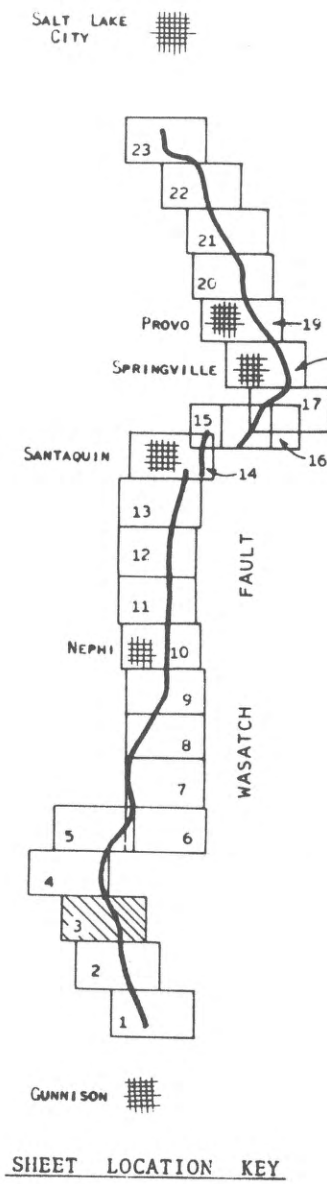 SALT LAKE
CITY
23
22
21
20
PROVO
19
SPRINGVILLE
17
15
16
SANTAQUIN
14
13
12
FAULT
11
NEPHI
10
9
WASATCH
8
7
5
6
4
3
2
1
GUNNISON
SHEET LOCATION KEY